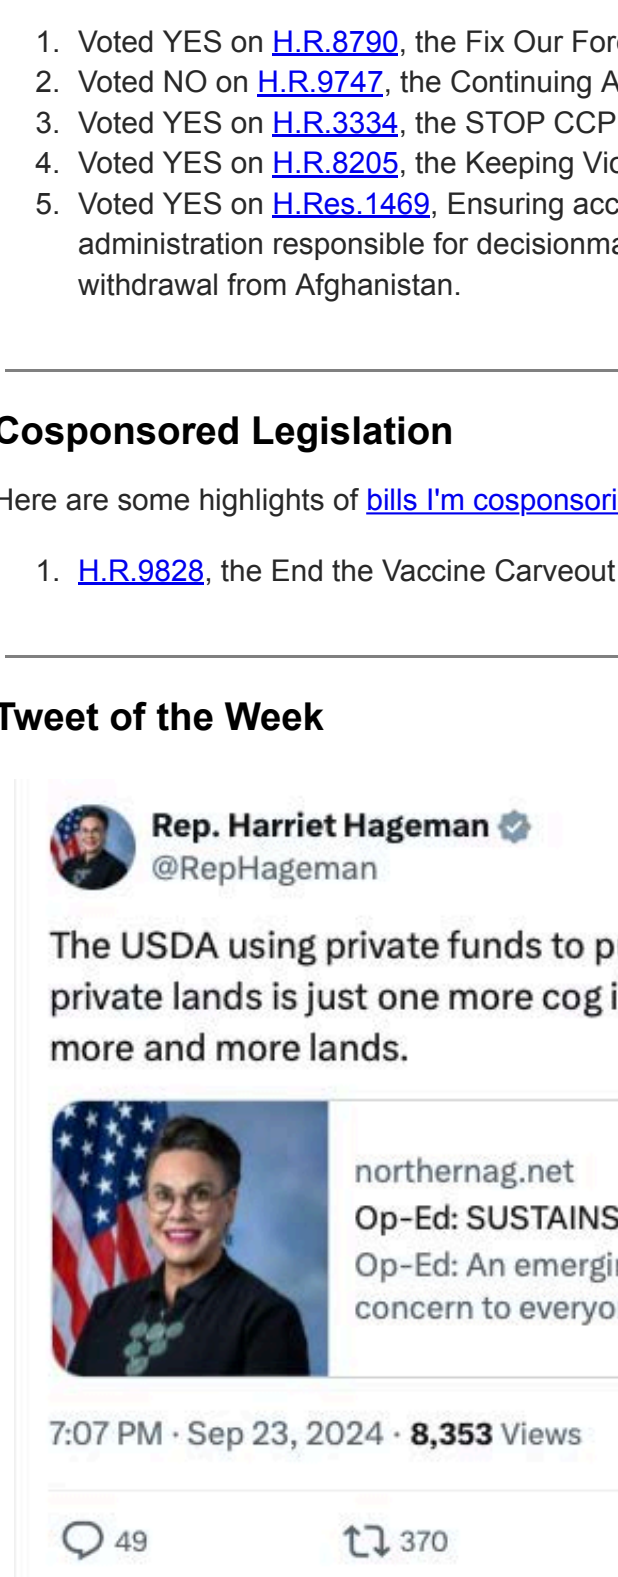 1. Voted YES on H.R.8790, the Fix Our For
2. Voted NO on H.R.9747, the Continuing A
3. Voted YES on H.R.3334, the STOP CCP
4. Voted YES on H.R.8205, the Keeping Vi
5. Voted YES on H.Res.1469, Ensuring acc
administration responsible for decisionma
withdrawal from Afghanistan.
Cosponsored Legislation
Here are some highlights of bills I'm cosponsori
1. H.R.9828, the End the Vaccine Carveout
Tweet of the Week
Rep. Harriet Hageman
@RepHageman
The USDA using private funds to p
private lands is just one more cog i
more and more lands.
northernag.net
Op-Ed: SUSTAINS
Op-Ed: An emergin
concern to everyo
7:07 PM · Sep 23, 2024 · 8,353 Views
49 370